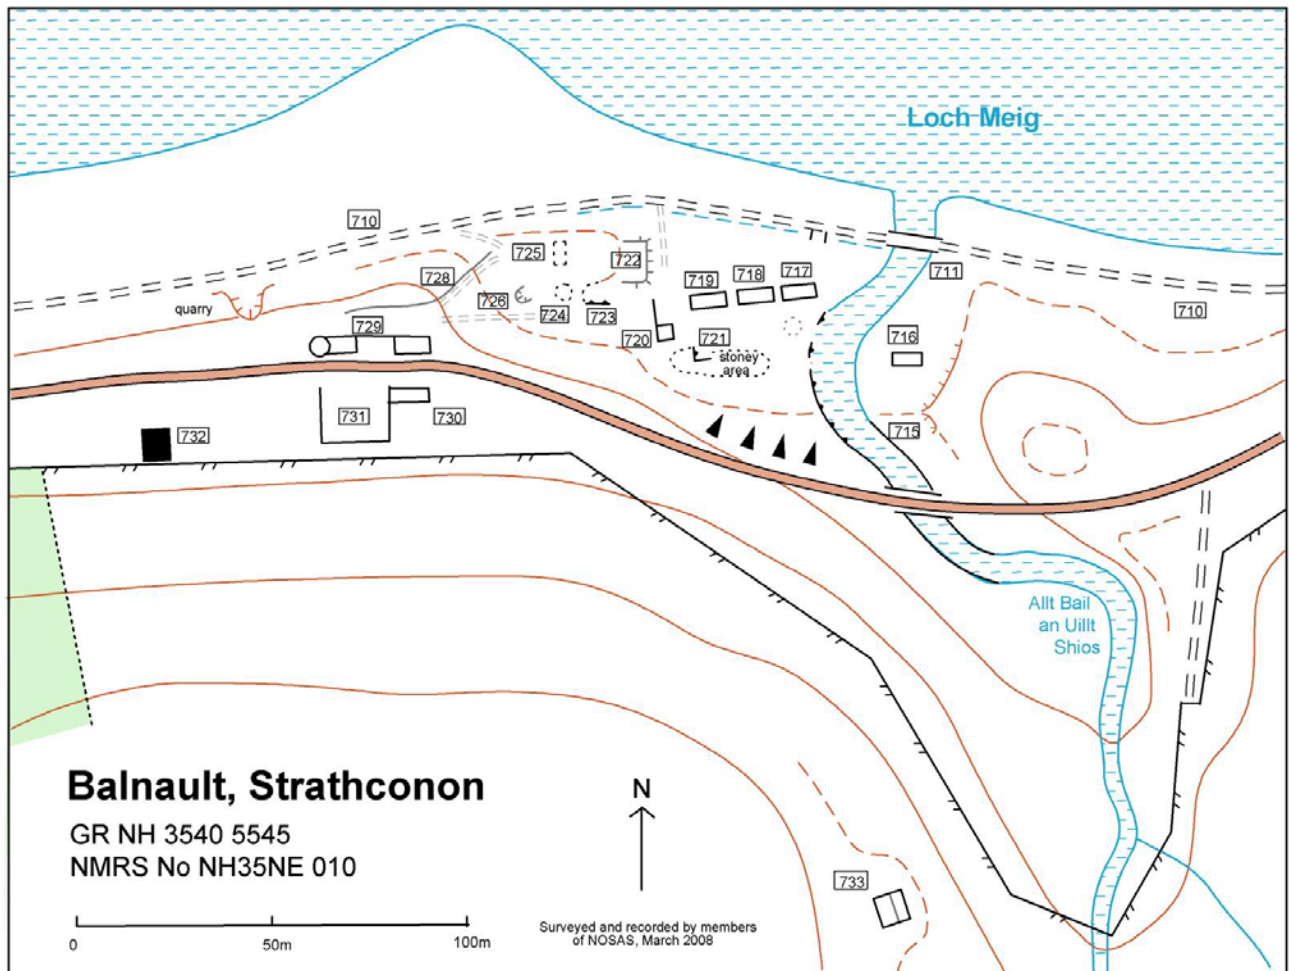 Loch Meig
710
725
722
728
711
719
718
717
726
quarry
724
723
710
729
720
721
716
stoney
area
731
730
715
732
Allt Bail
an Uillt
Shios
Balnault, Strathconon
N
GR NH 3540 5545
NMRS No NH35NE 010
733
Surveyed and recorded by members
of NOSAS, March 2008
0 50m 100m